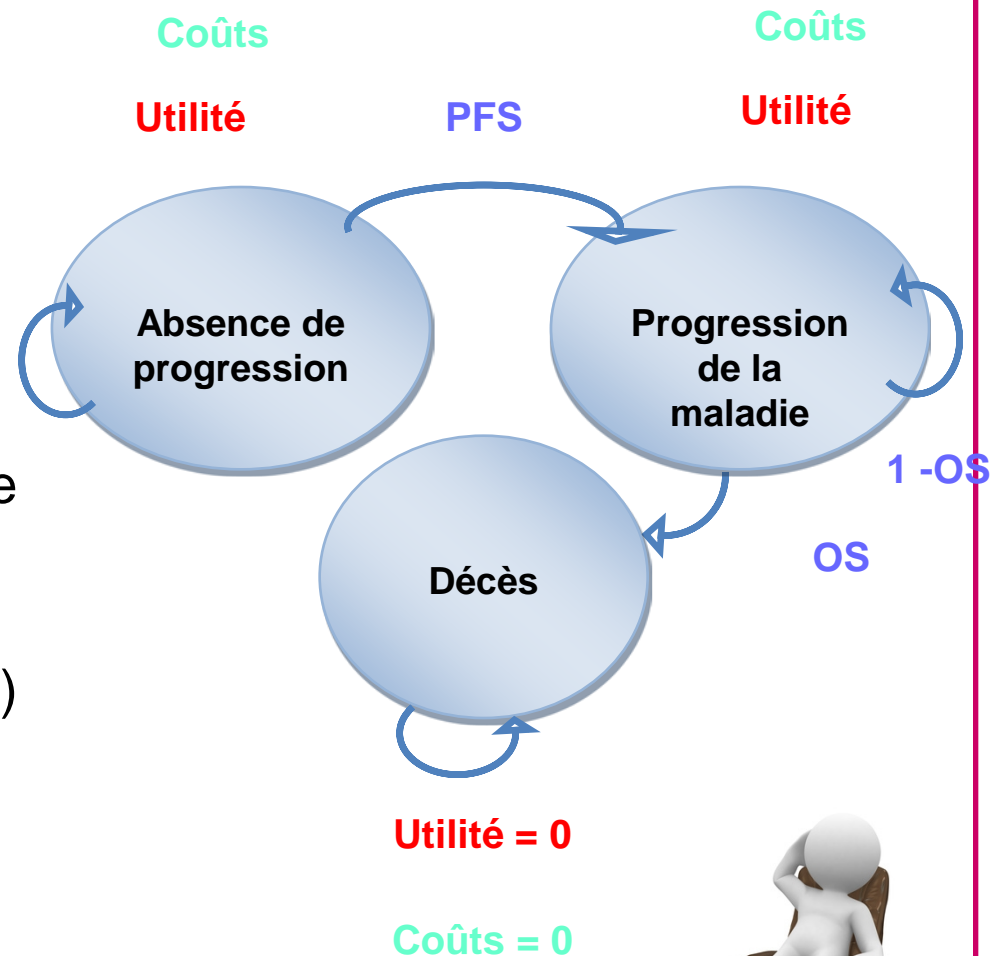 Coûts
Coûts
Utilité
PFS
Utilité
Absence de
progression
Progression
de la
maladie
1 -OS
e
OS
Décès
)
Utilité = 0
Coûts = 0